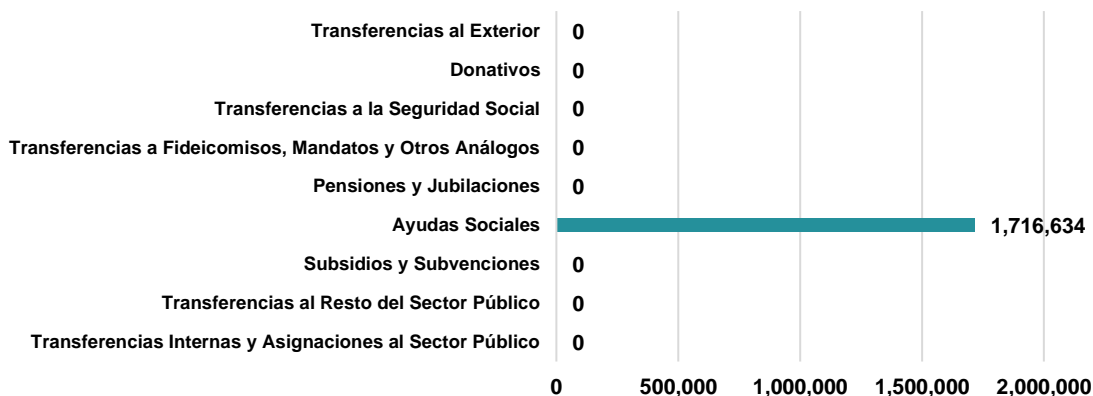 Transferencias al Exterior 0
Donativos 0
Transferencias a la Seguridad Social 0
Transferencias a Fideicomisos, Mandatos y Otros Análogos 0
Pensiones y Jubilaciones 0
Ayudas Sociales 1,716,634
Subsidios y Subvenciones 0
Transferencias al Resto del Sector Público 0
Transferencias Internas y Asignaciones al Sector Público 0
0 500,000 1,000,000 1,500,000 2,000,000